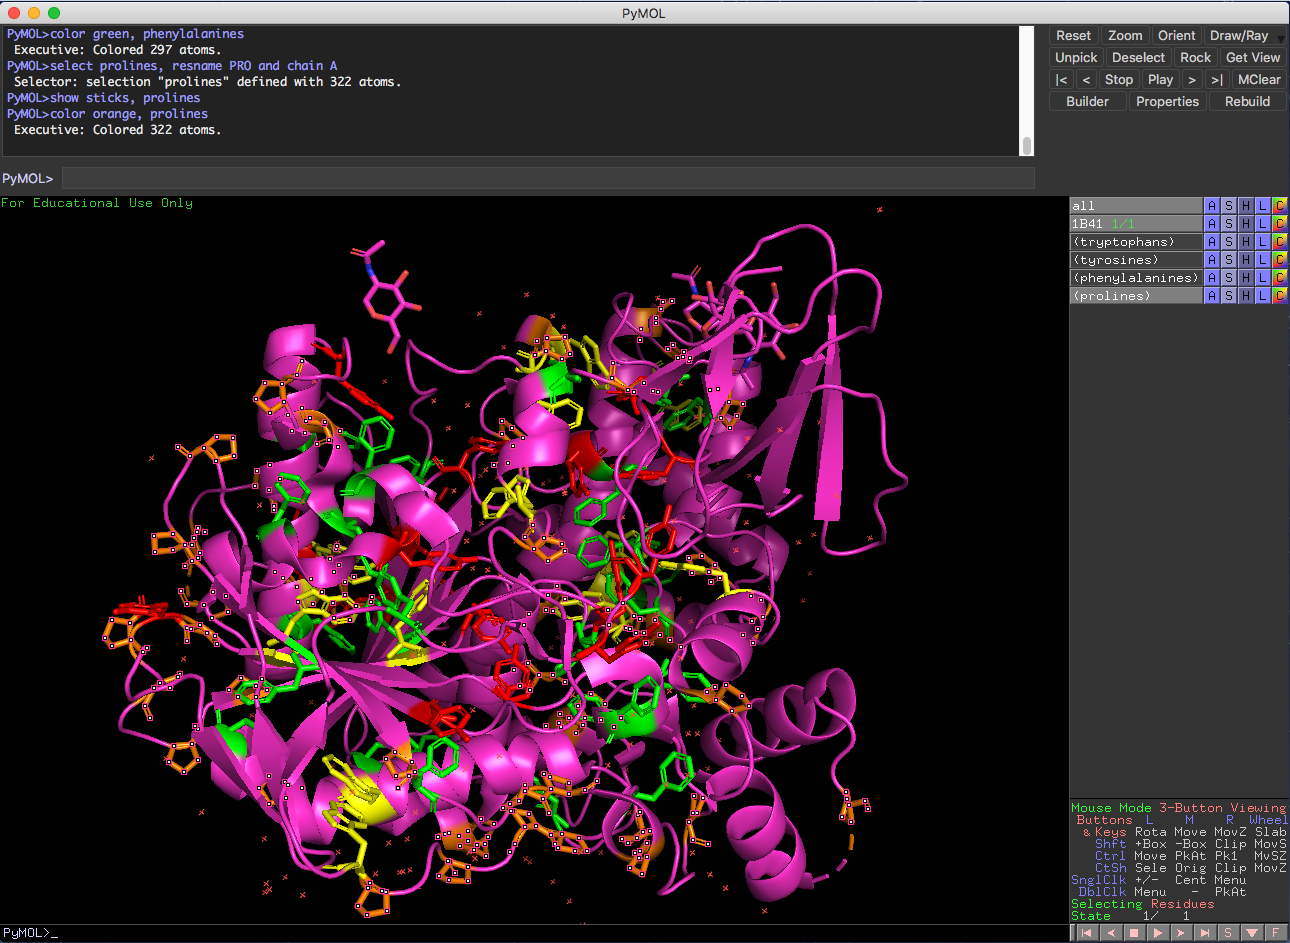 PyMOL
PyMOL>color green, phenylalanines
Executive: Colored 297 atoms.
PyMOL>select prolines, resname PRO and chain A
Selector: selection "prolines" defined with 322 atoms.
PyMOL>show sticks, prolines
PyMOL>color orange, prolines
Executive: Colored 322 atoms.
Reset Zoom Orient Draw/Ray
Unpick Deselect Rock Get View
|< < Stop Play > >| MClear
Builder Properties Rebuild
PyMOL>
For Educational Use Only
all A S H L C
1B41 1/1 A S H L C
(tryptophans) A S H L C
(tyrosines) A S H L C
(phenylalanines) A S H L C
(prolines) A S H L C
Mouse Mode 3-Button Viewing
Buttons L M R Wheel
& Keys Rota Move MovZ Slab
Shft +Box -Box Clip MovS
Ctrl Move PkAt Pk1 MvSZ
CtSh Sele Orig Clip MovZ
SnglClk +/- Cent Menu
DblClk Menu - PkAt
Selecting Residues
State 1/ 1
PyMOL>_
S F